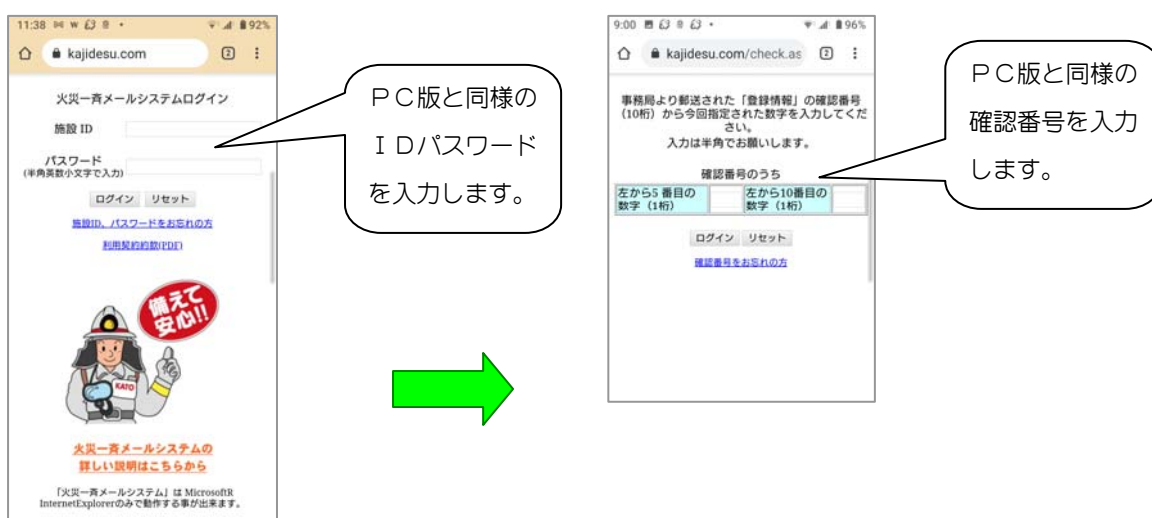 11:38
92%
kajidesu.com
2
火災一斉メールシステムログイン
施設 ID
パスワード
(半角英数小文字で入力)
ログイン リセット
施設ID、パスワードをお忘れの方
利用契約約款(PDF)
備えて
安心!!
KATO
火災一斉メールシステムの
詳しい説明はこちらから
「火災一斉メールシステム」は MicrosoftR
InternetExplorerのみで動作する事が出来ます。
ＰＣ版と同様の
ＩＤパスワード
を入力します。
9:00
96%
kajidesu.com/check.as
2
事務局より郵送された「登録情報」の確認番号
(10桁) から今回指定された数字を入力してくだ
さい。
入力は半角でお願いします。
確認番号のうち
左から5 番目の 左から10番目の
数字（1桁） 数字（1桁）
ログイン リセット
確認番号をお忘れの方
ＰＣ版と同様の
確認番号を入力
します。